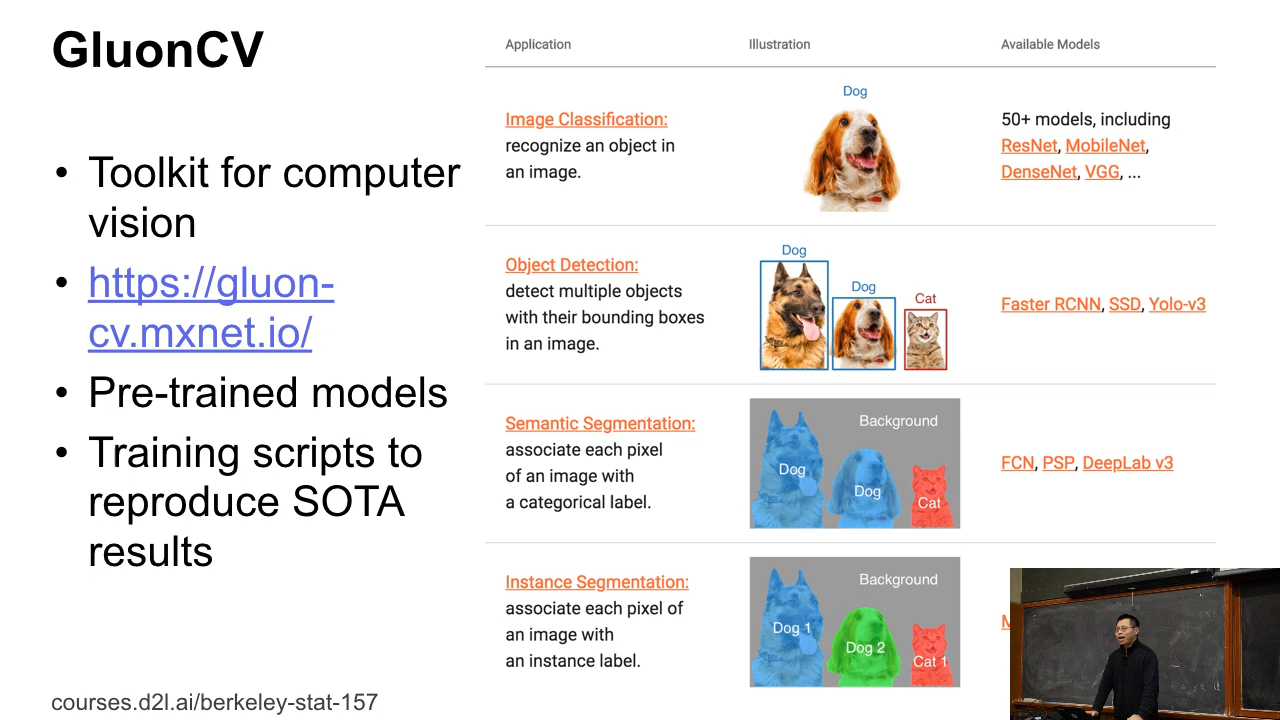 GluonCV
• Toolkit for computer
vision
• https://gluon-
cv.mxnet.io/
• Pre-trained models
• Training scripts to
reproduce SOTA
results
Application
Illustration
Available Models
Image Classification:
recognize an object in
an image.
Dog
50+ models, including
ResNet, MobileNet,
DenseNet, VGG, ...
Object Detection:
detect multiple objects
with their bounding boxes
in an image.
Dog
Dog
Cat
Faster RCNN, SSD, Yolo-v3
Semantic Segmentation:
associate each pixel
of an image with
a categorical label.
Background
Dog
Dog
Cat
FCN, PSP, DeepLab v3
Instance Segmentation:
associate each pixel of
an image with
an instance label.
Background
Dog 1
Dog 2
Cat 1
courses.d2l.ai/berkeley-stat-157